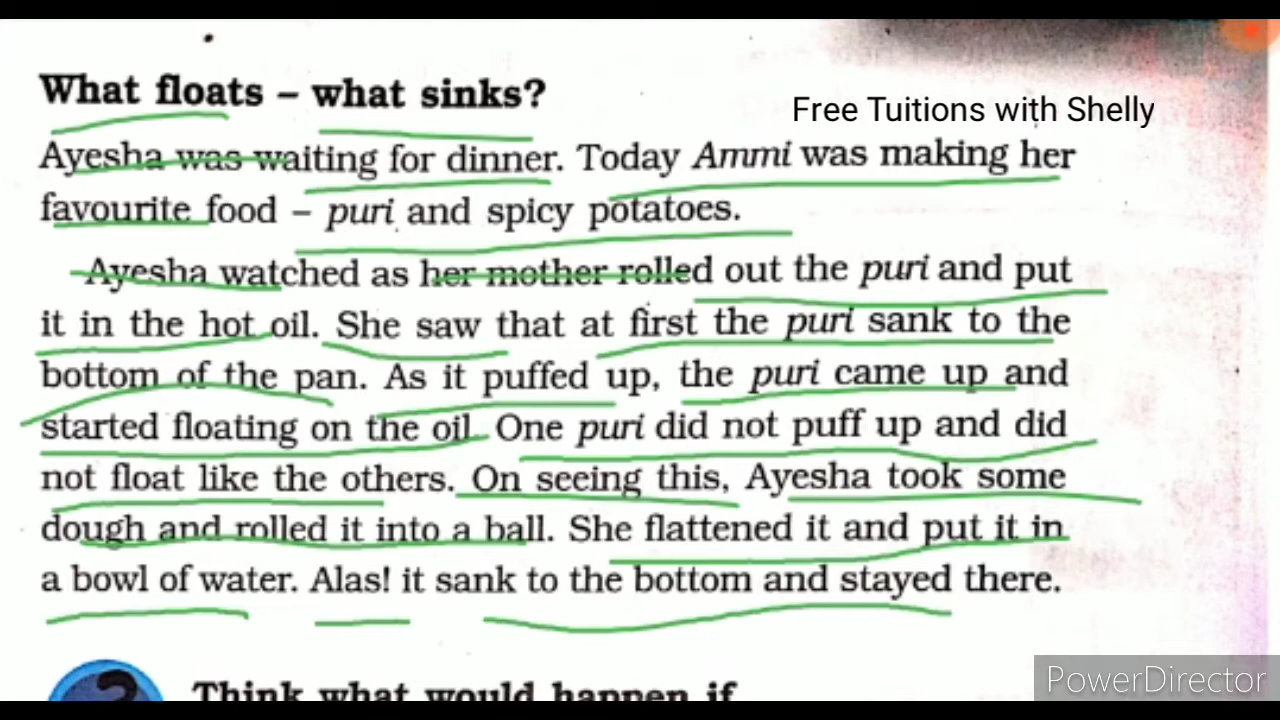 What floats – what sinks?
Free Tuitions with Shelly
Ayesha was waiting for dinner. Today Ammi was making her
favourite food – puri and spicy potatoes.
Ayesha watched as her mother rolled out the puri and put
it in the hot oil. She saw that at first the puri sank to the
bottom of the pan. As it puffed up, the puri came up and
started floating on the oil. One puri did not puff up and did
not float like the others. On seeing this, Ayesha took some
dough and rolled it into a ball. She flattened it and put it in
a bowl of water. Alas! it sank to the bottom and stayed there.
Think what would happen if
PowerDirector